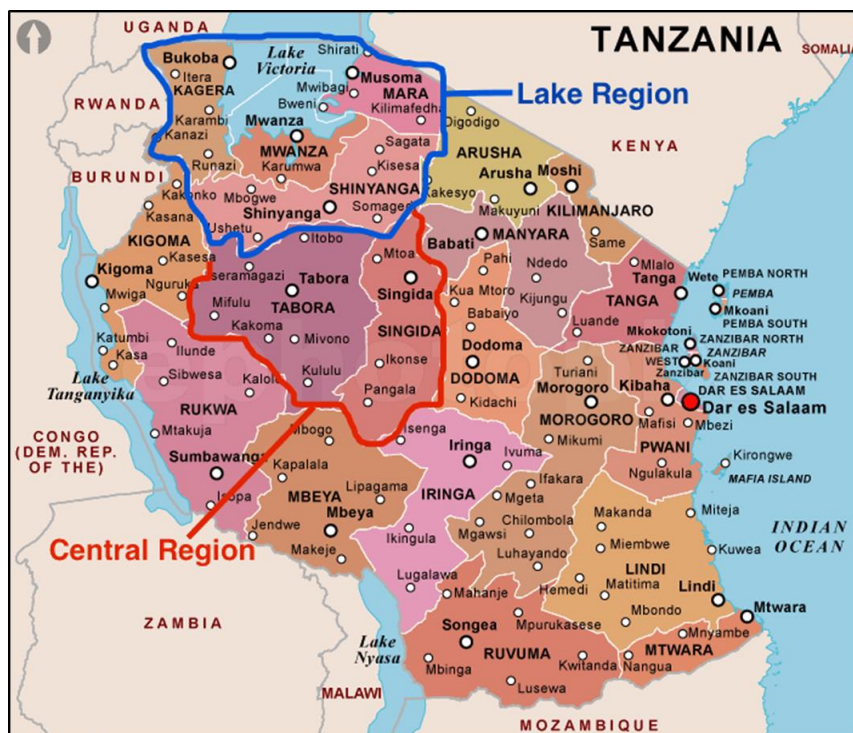 UGANDA
TANZANIA
SOMALIA
Bukoba
Lake
Victoria
Shirati
Itera
KAGERA
Musoma
Mwibagi
MARA
Lake Region
RWANDA
Bweni
Kilimafedha
Karambi
Mwanza
Digodigo
Kanazi
KENYA
MWANZA
Sagata
ARUSHA
Runazi
Karumwa
Kisesa
Moshi
BURUNDI
Kakonko
Mbogwe
SHINYANGA
Kakesyo
Arusha
Kasana
Shinyanga
Somagedi
Makuyuni
KILIMANJARO
Ushetu
Itobo
Babati
MANYARA
Same
KIGOMA
Kasesa
Mtoa
Pahi
Ndedo
Mlalo
Wete
PEMBA NORTH
Kigoma
seramagazi
Tabora
Singida
Kua Mtoro
Tanga
PEMBA
Nguruka
Mwiga
Mifulu
TABORA
Kijungu
TANGA
Mkoani
PEMBA SOUTH
Kakoma
Mivono
SINGIDA
Babaiyo
Luande
Mkokotoni
ZANZIBAR NORTH
Katumbi
Ilunde
Dodoma
ZANZIBAR
WEST
ZANZIBAR
Koani
Kasa
Ikonse
Turiani
Zanzibar
ZANZIBAR SOUTH
Lake
Tanganyika
Sibwesa
Kalolo
Kululu
DODOMA
Morogoro
Kibaha
DAR ES SALAAM
Pangala
Kidachi
Dar es Salaam
RUKWA
MOROGORO
Mafisi
Mbezi
CONGO
(DEM. REP.
OF THE)
Mtakuja
Mbogo
Isenga
Iringa
Mikumi
PWANI
Sumbawanga
Kapalala
Ivuma
Ngulakula
Kirongwe
MAFIA ISLAND
Isopa
MBEYA
Lipagama
IRINGA
Ifakara
Mgeta
Makanda
Miteja
INDIAN
OCEAN
Central Region
Jendwe
Mbeya
Ikingula
Mgawsi
Chilombola
Miembwe
Kuwea
Makeje
Luhayando
LINDI
Lugalawa
Hemedi
Matitima
Lindi
Mahanje
Mtwara
ZAMBIA
Mpurukasese
Mbondo
Lake
Nyasa
Songea
Mnyambe
Mbinga
RUVUMA
Kwitanda
Nangua
MTWARA
MALAWI
Lusewa
MOZAMBIQUE